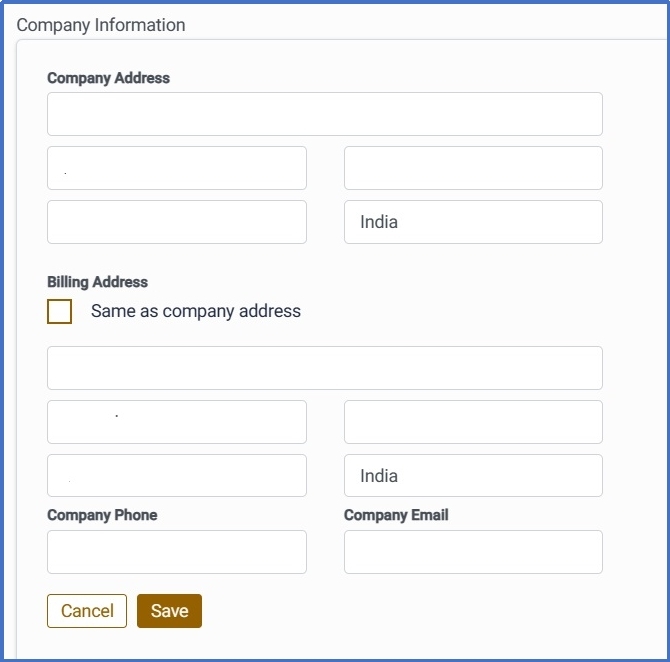 Company Information
Company Address
India
Billing Address
Same as company address
India
Company Phone Company Email
Cancel Save